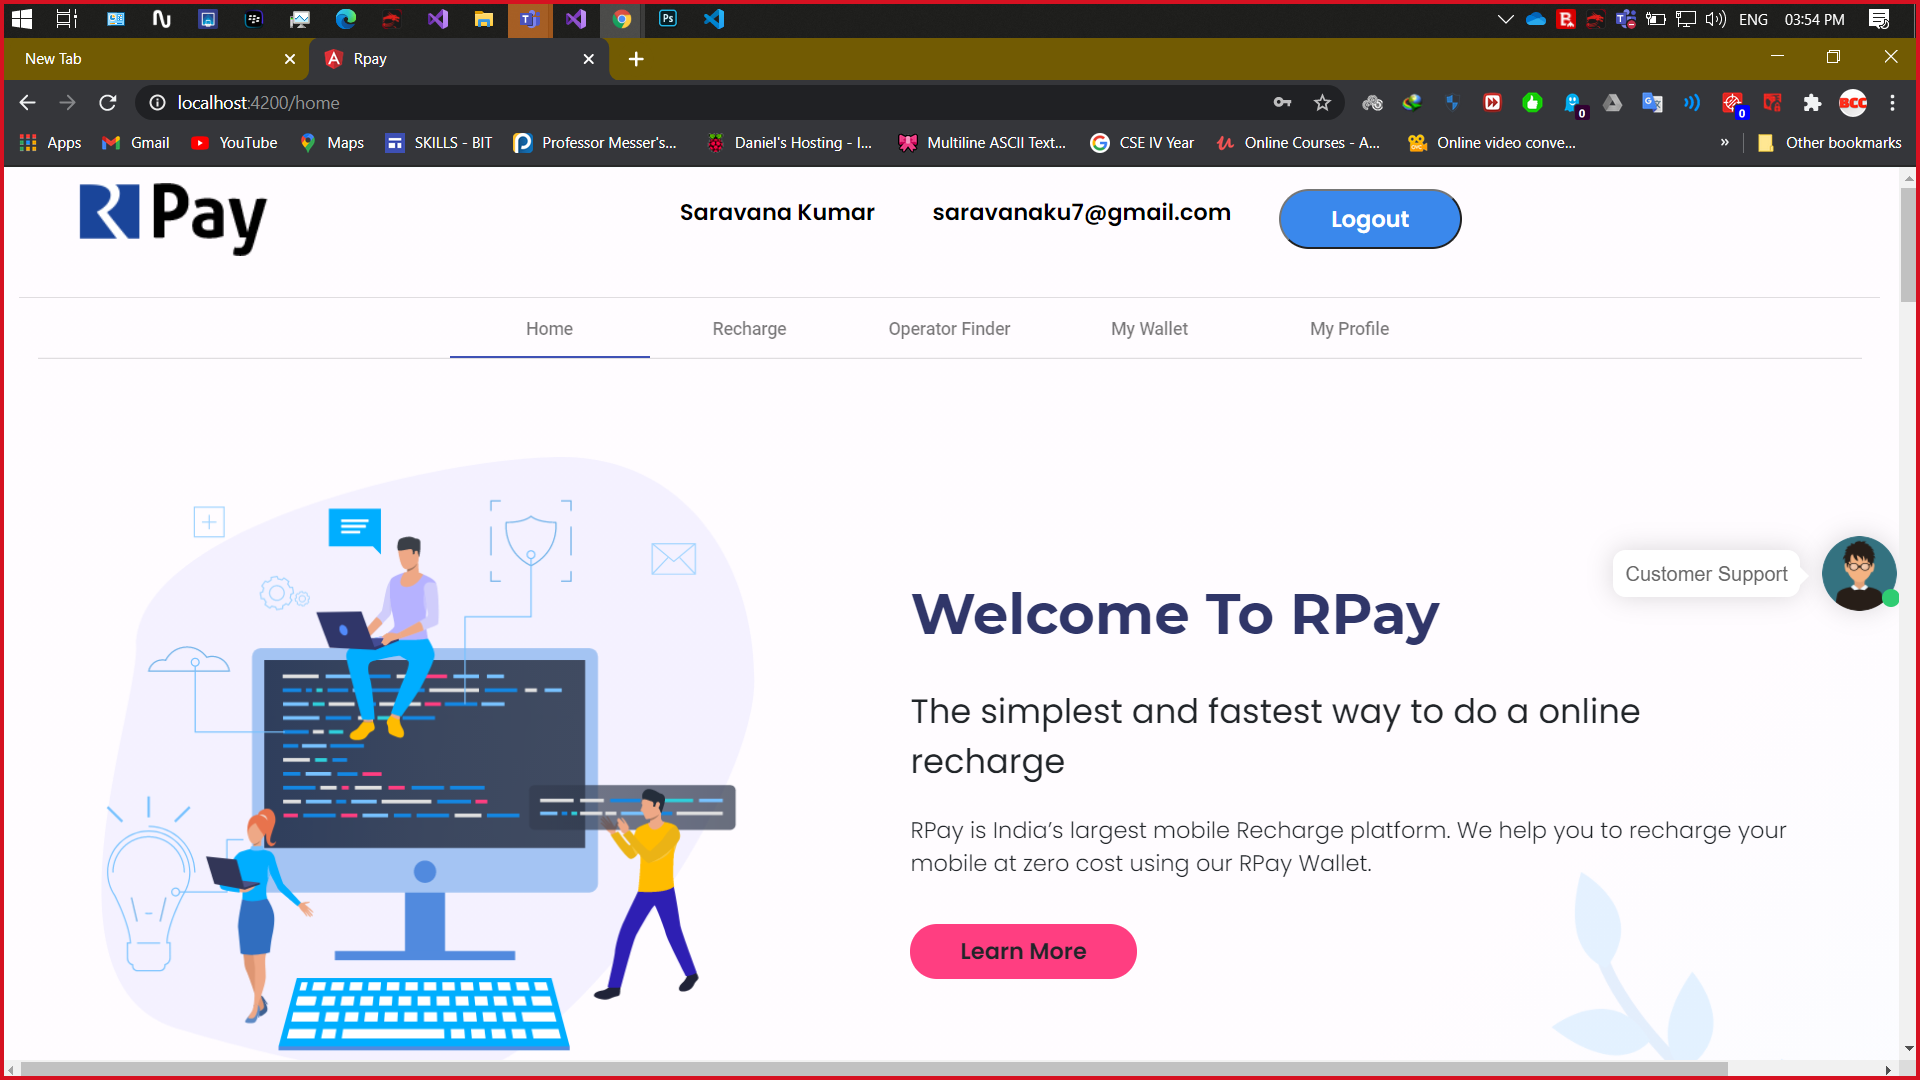 ENG 03:54 PM
New Tab
Rpay
localhost:4200/home
BCC
0
0
Apps Gmail YouTube Maps SKILLS - BIT Professor Messer's... Daniel's Hosting - I... Multiline ASCII Text... CSE IV Year Online Courses - A... Online video conve... » Other bookmarks
R Pay
Saravana Kumar saravanaku7@gmail.com Logout
Home Recharge Operator Finder My Wallet My Profile
Customer Support
Welcome To RPay
The simplest and fastest way to do a online
recharge
RPay is India’s largest mobile Recharge platform. We help you to recharge your
mobile at zero cost using our RPay Wallet.
Learn More